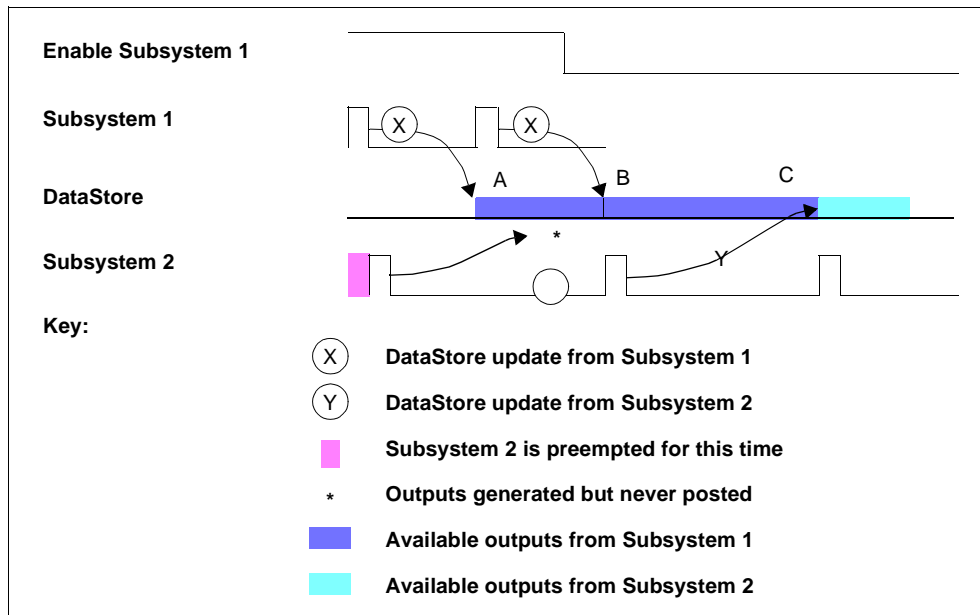 Enable Subsystem 1
Subsystem 1
X
X
DataStore
A
B
C
*
Subsystem 2
Y
Key:
X DataStore update from Subsystem 1
Y DataStore update from Subsystem 2
Subsystem 2 is preempted for this time
* Outputs generated but never posted
Available outputs from Subsystem 1
Available outputs from Subsystem 2